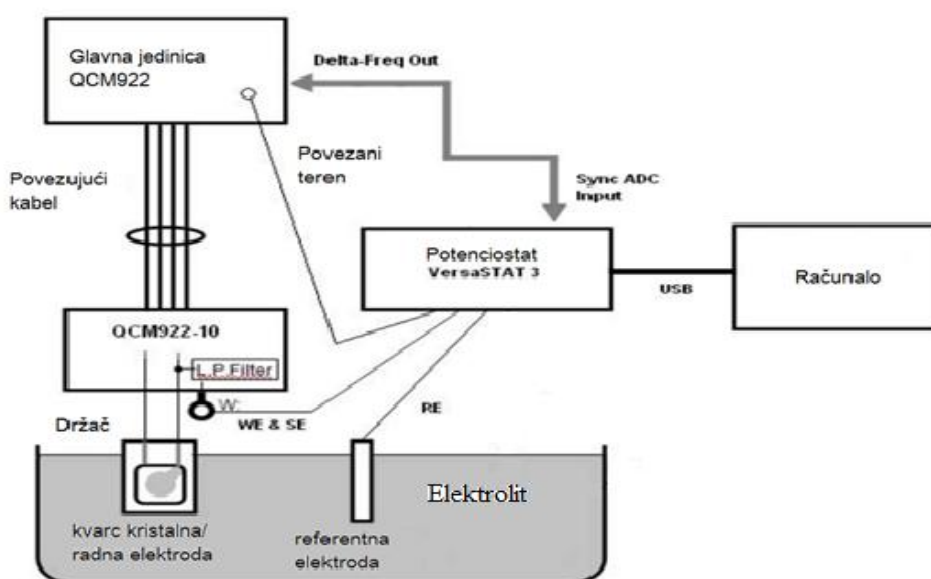 Glavna jedinica
QCM922
Delta-Freq Out
Povezani
teren
Povezujući
kabel
Sync ADC
Input
Potenciostat
VersaSTAT 3
USB
Računalo
QCM922-10
L.P.Filter
W:
WE & SE
RE
Držač
Elektrolit
kvarc kristalna/
radna elektroda
referentna
elektroda